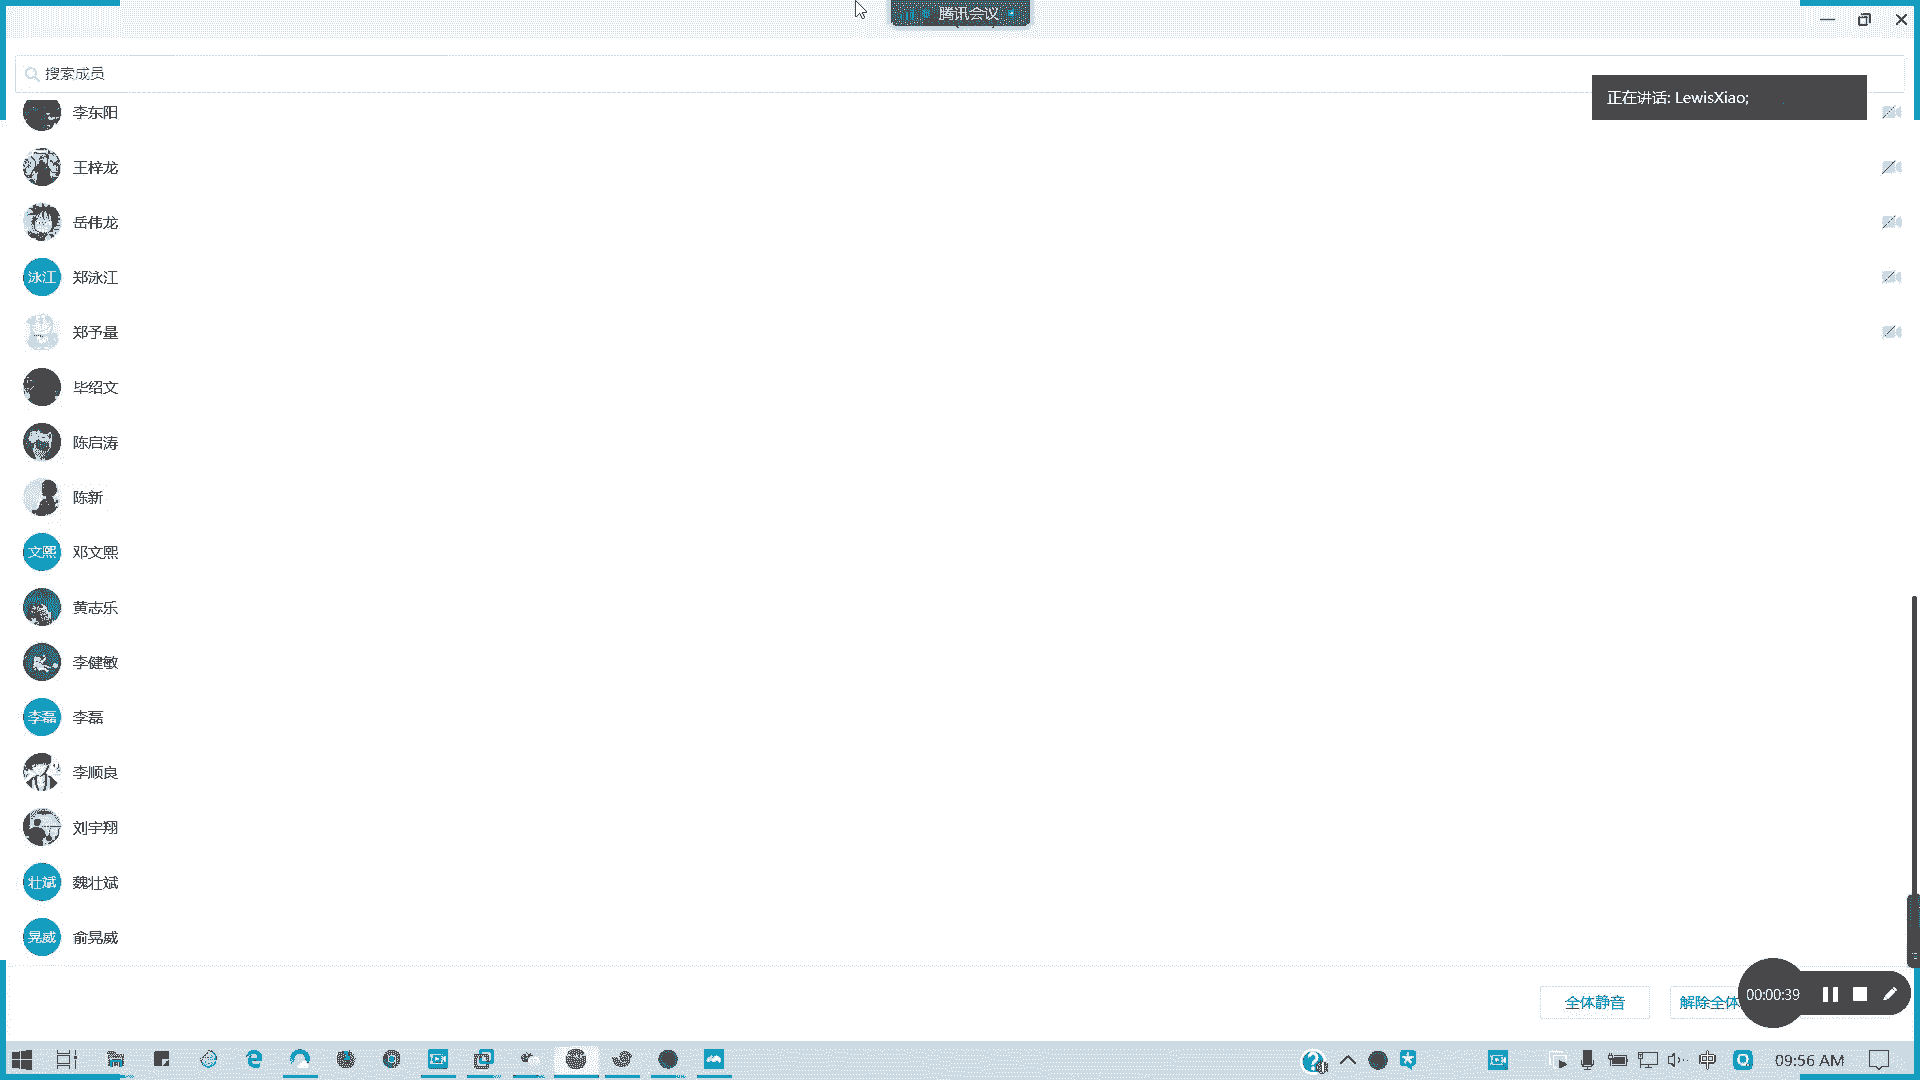 腾讯会议
搜索成员
正在讲话: LewisXiao;
李东阳
王梓龙
岳伟龙
泳江 郑泳江
郑予量
毕绍文
陈启涛
陈新
文熙 邓文熙
黄志乐
李健敏
李磊 李磊
李顺良
刘宇翔
壮斌 魏壮斌
晃威 俞晃威
全体静音
解除全体
00:00:39
中
09:56 AM